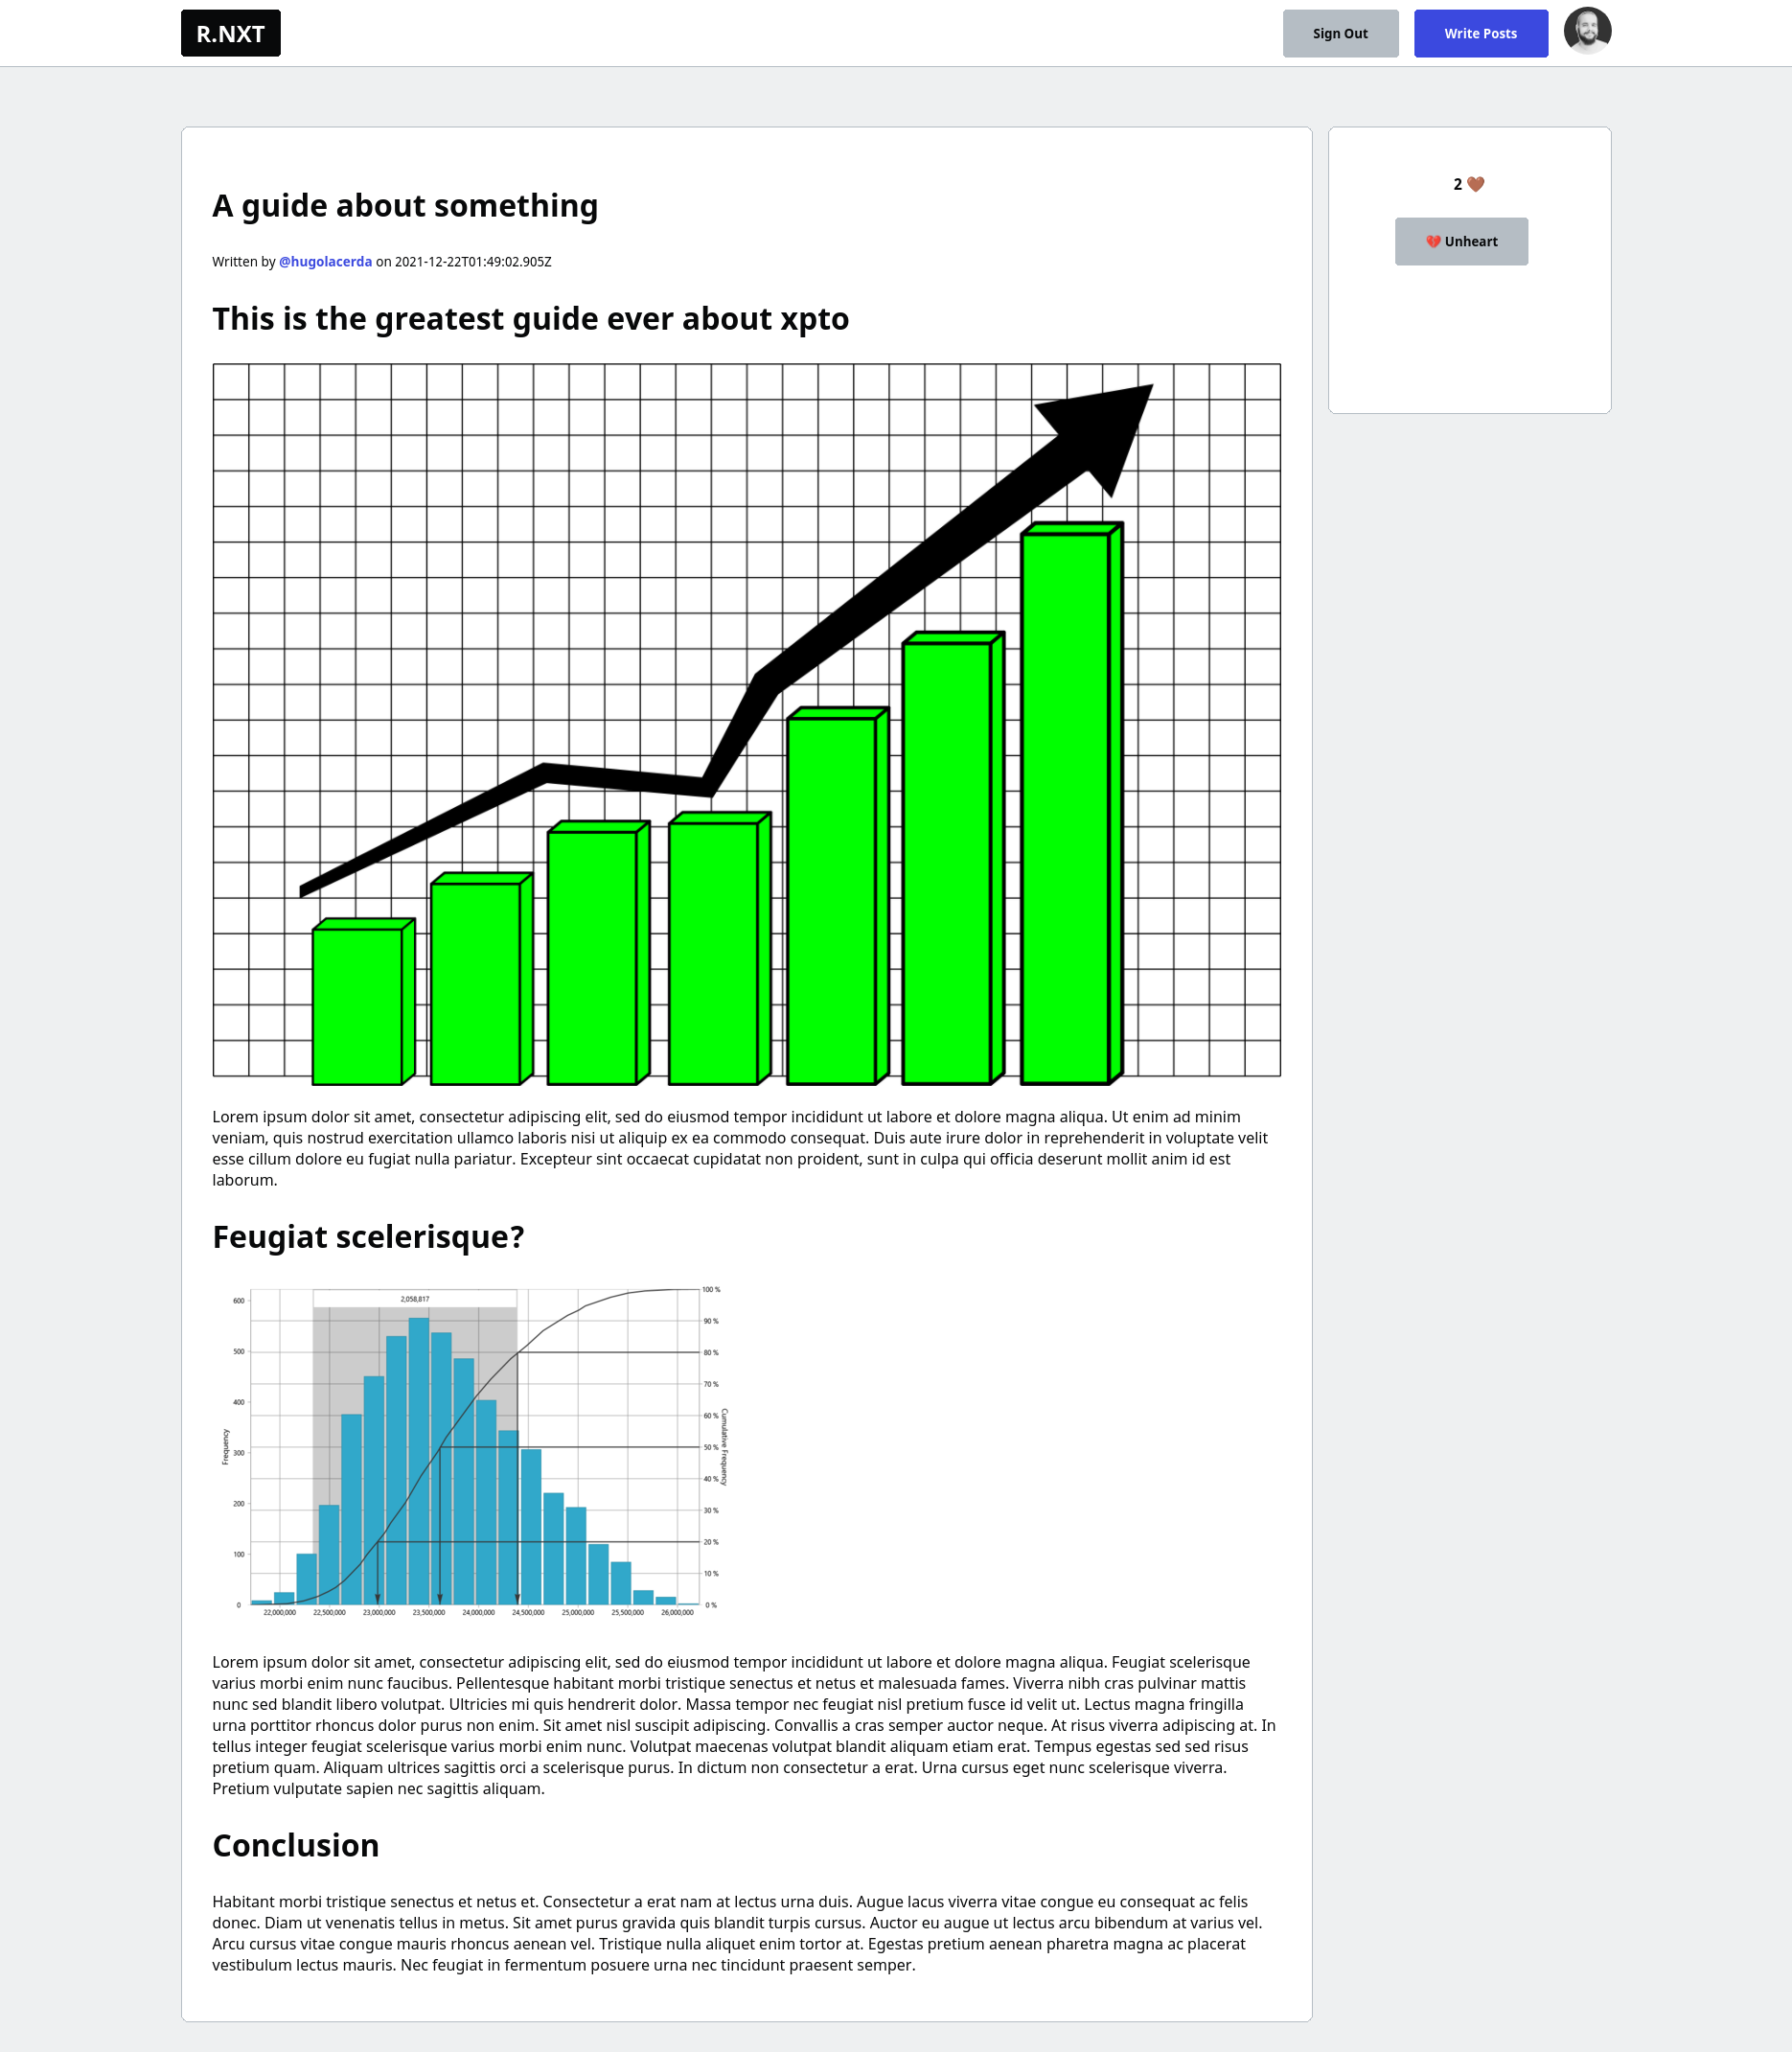 R.NXT
Sign Out
Write Posts
A guide about something
Written by @hugolacerda on 2021-12-22T01:49:02.905Z
2 🤎
💔 Unheart
This is the greatest guide ever about xpto
Lorem ipsum dolor sit amet, consectetur adipiscing elit, sed do eiusmod tempor incididunt ut labore et dolore magna aliqua. Ut enim ad minim
veniam, quis nostrud exercitation ullamco laboris nisi ut aliquip ex ea commodo consequat. Duis aute irure dolor in reprehenderit in voluptate velit
esse cillum dolore eu fugiat nulla pariatur. Excepteur sint occaecat cupidatat non proident, sunt in culpa qui officia deserunt mollit anim id est
laborum.
Feugiat scelerisque?
2,058,817
600
500
400
300
200
100
0
Frequency
100 %
90 %
80 %
70 %
60 %
50 %
40 %
30 %
20 %
10 %
0 %
Cumulative Frequency
22,000,000 22,500,000 23,000,000 23,500,000 24,000,000 24,500,000 25,000,000 25,500,000 26,000,000
Lorem ipsum dolor sit amet, consectetur adipiscing elit, sed do eiusmod tempor incididunt ut labore et dolore magna aliqua. Feugiat scelerisque
varius morbi enim nunc faucibus. Pellentesque habitant morbi tristique senectus et netus et malesuada fames. Viverra nibh cras pulvinar mattis
nunc sed blandit libero volutpat. Ultricies mi quis hendrerit dolor. Massa tempor nec feugiat nisl pretium fusce id velit ut. Lectus magna fringilla
urna porttitor rhoncus dolor purus non enim. Sit amet nisl suscipit adipiscing. Convallis a cras semper auctor neque. At risus viverra adipiscing at. In
tellus integer feugiat scelerisque varius morbi enim nunc. Volutpat maecenas volutpat blandit aliquam etiam erat. Tempus egestas sed sed risus
pretium quam. Aliquam ultrices sagittis orci a scelerisque purus. In dictum non consectetur a erat. Urna cursus eget nunc scelerisque viverra.
Pretium vulputate sapien nec sagittis aliquam.
Conclusion
Habitant morbi tristique senectus et netus et. Consectetur a erat nam at lectus urna duis. Augue lacus viverra vitae congue eu consequat ac felis
donec. Diam ut venenatis tellus in metus. Sit amet purus gravida quis blandit turpis cursus. Auctor eu augue ut lectus arcu bibendum at varius vel.
Arcu cursus vitae congue mauris rhoncus aenean vel. Tristique nulla aliquet enim tortor at. Egestas pretium aenean pharetra magna ac placerat
vestibulum lectus mauris. Nec feugiat in fermentum posuere urna nec tincidunt praesent semper.